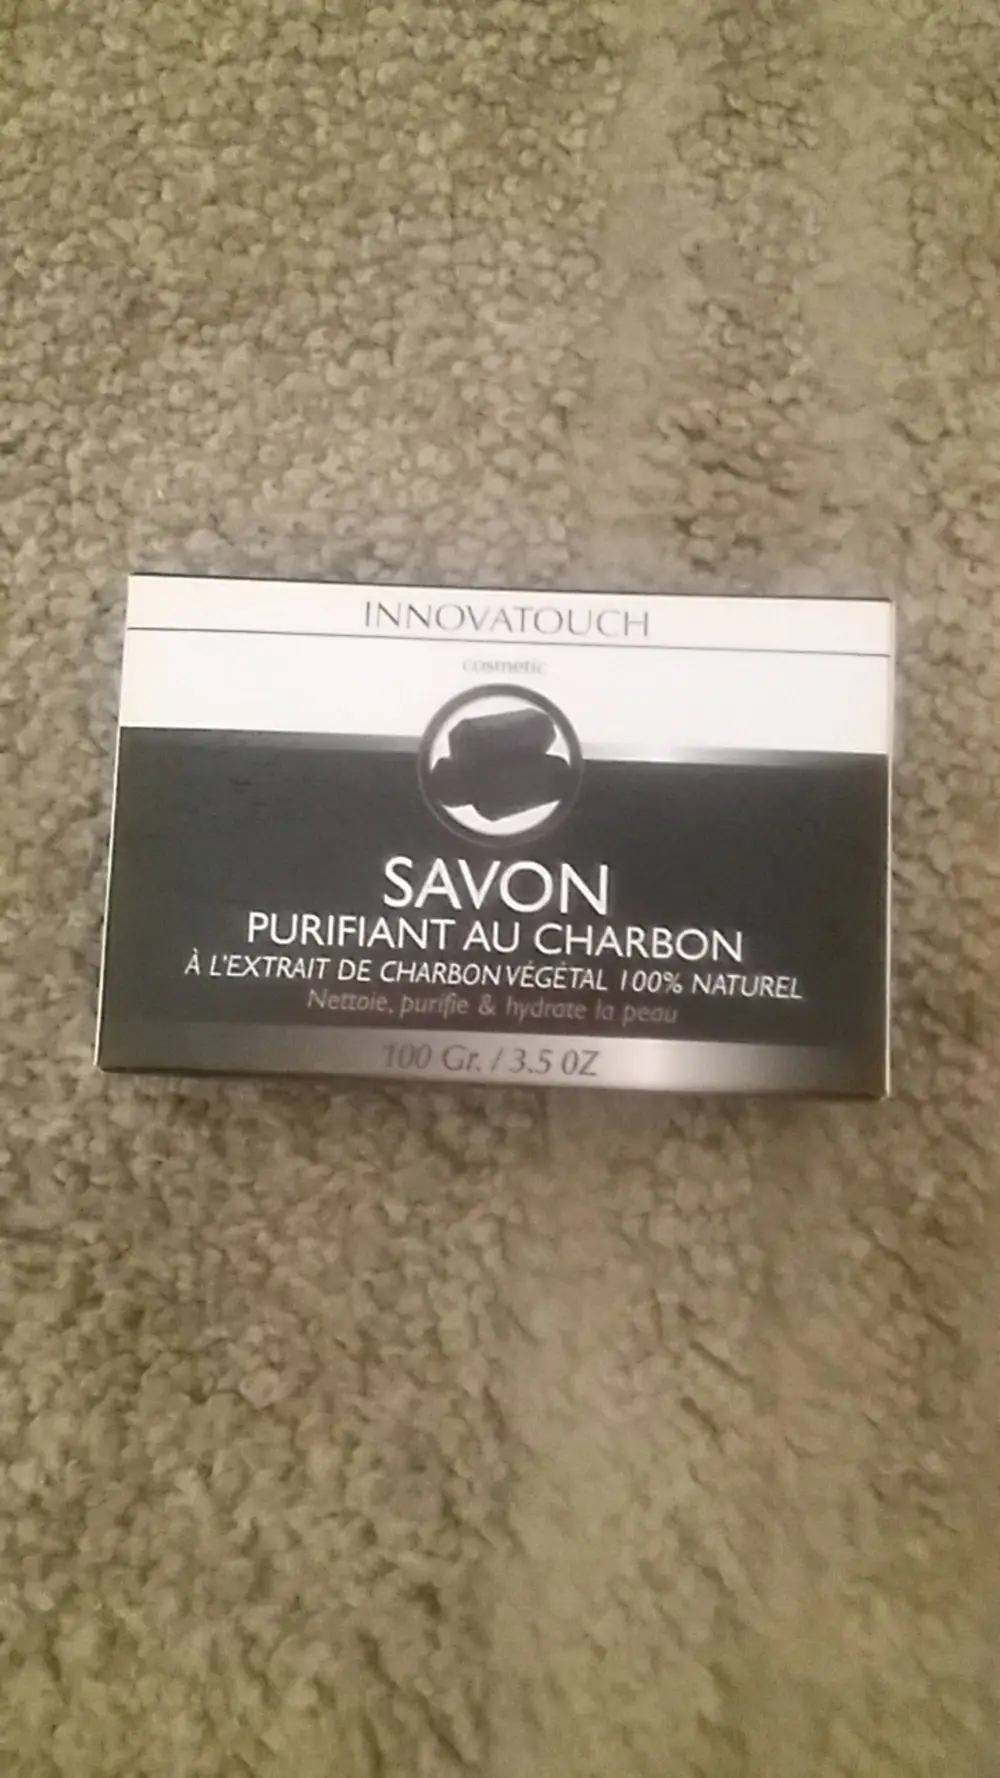 INNOVATOUCH
cosmetic
SAVON
PURIFIANT AU CHARBON
À L'EXTRAIT DE CHARBON VÉGÉTAL 100% NATUREL
Nettoie, purifie & hydrate la peau
100 Gr. / 3.5 OZ